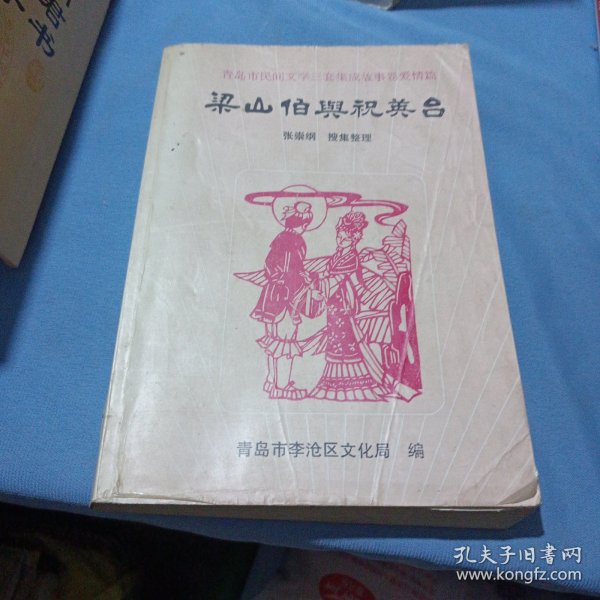 青岛市民间文学三套集成故事卷爱情篇
梁山伯與祝英台
张崇纲 搜集整理
青岛市李沧区文化局 编
孔夫子旧书网
www.kongfz.com